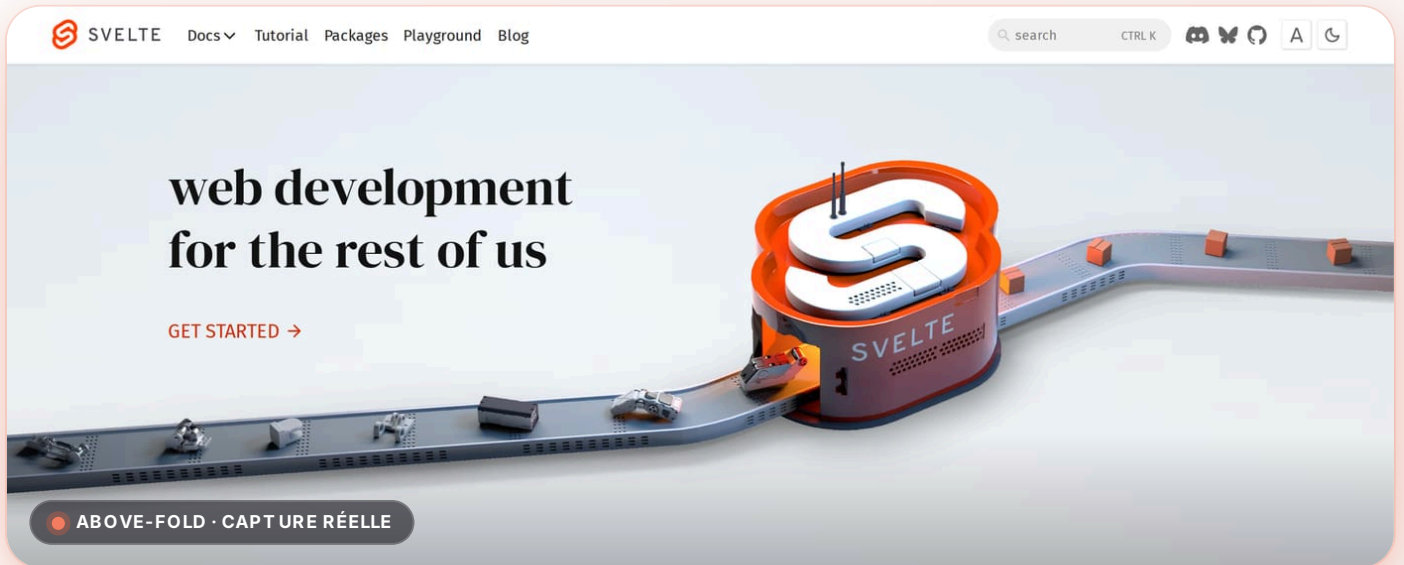 SVELTE Docs Tutorial Packages Playground Blog search CTRL K A
web development
for the rest of us
GET STARTED →
SVELTE
ABOVE-FOLD · CAPTURE RÉELLE